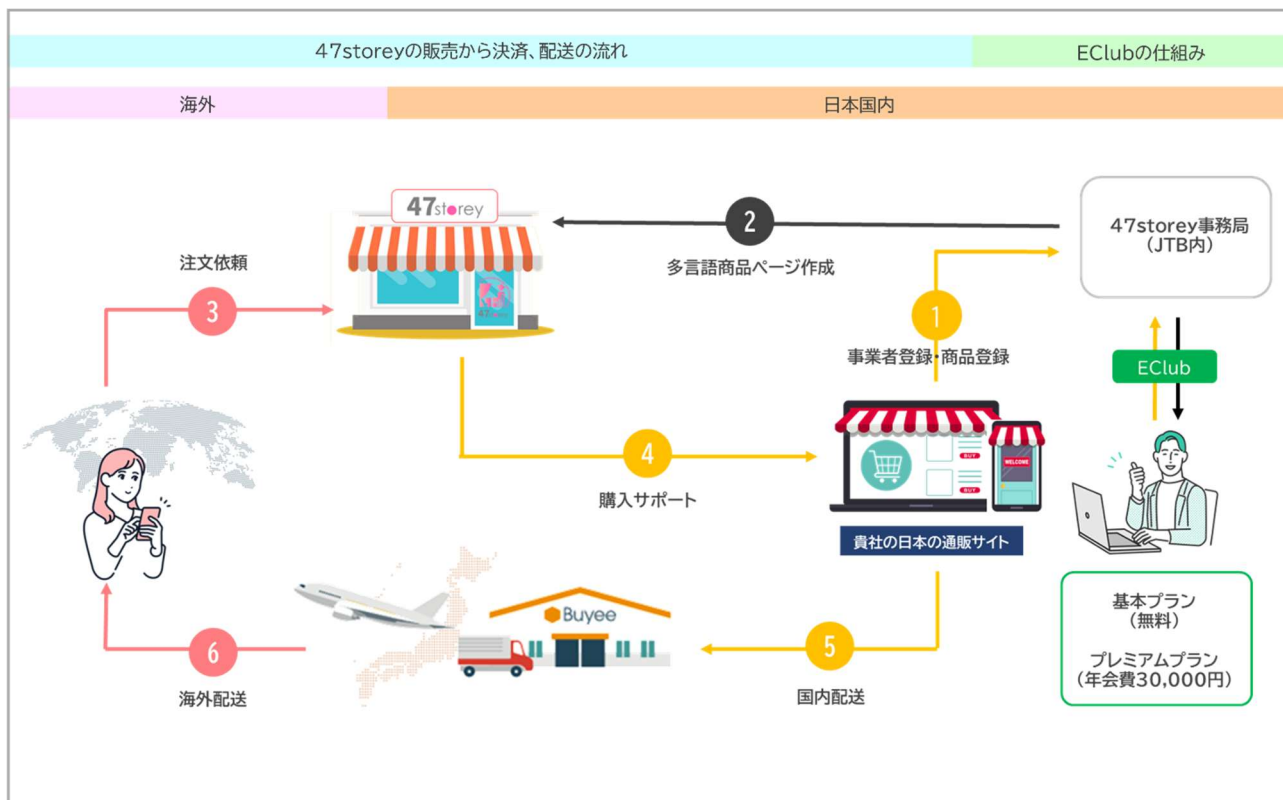 47storeyの販売から決済、配送の流れ
EClubの仕組み
海外
日本国内
47storey
2
多言語商品ページ作成
47storey事務局
(JTB内)
注文依頼
3
1
事業者登録・商品登録
EClub
4
購入サポート
BUY
BUY
WELCOME
貴社の日本の通販サイト
Buyee
基本プラン
(無料)
プレミアムプラン
(年会費30,000円)
6
海外配送
5
国内配送